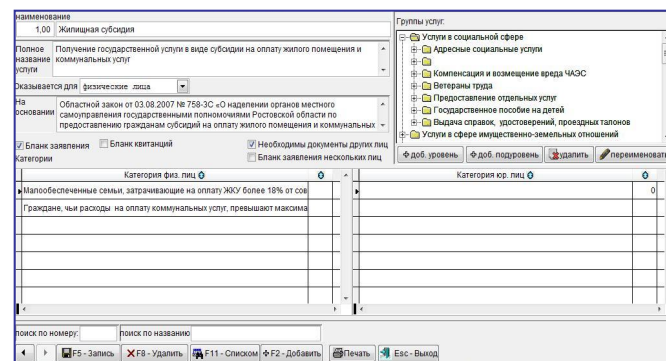 наименование
1,00 Жилищная субсидия
Полное название услуги
Получение государственной услуги в виде субсидии на оплату жилого помещения и
коммунальных услуг
Оказывается для физические лица
На основании
Областной закон от 03.08.2007 № 758-ЗС «О наделении органов местного
самоуправления государственными полномочиями Ростовской области по
предоставлению гражданам субсидий на оплату жилого помещения и коммунальных
Бланк заявления Бланк квитанций Необходимы документы других лиц
Бланк заявления нескольких лиц
Категории
Группы услуг:
Услуги в социальной сфере
Адресные социальные услуги
Компенсация и возмещение вреда ЧАЭС
Ветераны труда
Предоставление отдельных услуг
Государственное пособие на детей
Выдача справок, удостоверений, проездных талонов
Услуги в сфере имущественно-земельных отношений
доб. уровень доб. подуровень удалить переименовать
Категория физ. лиц
Малообеспеченные семьи, затрачивающие на оплату ЖКУ более 18% от сов
Граждане, чьи расходы на оплату коммунальных услуг, превышают максима
Категория юр. лиц
0
поиск по номеру: поиск по названию
F5 - Запись F8 - Удалить F11 - Списком F2 - Добавить Печать Esc - Выход